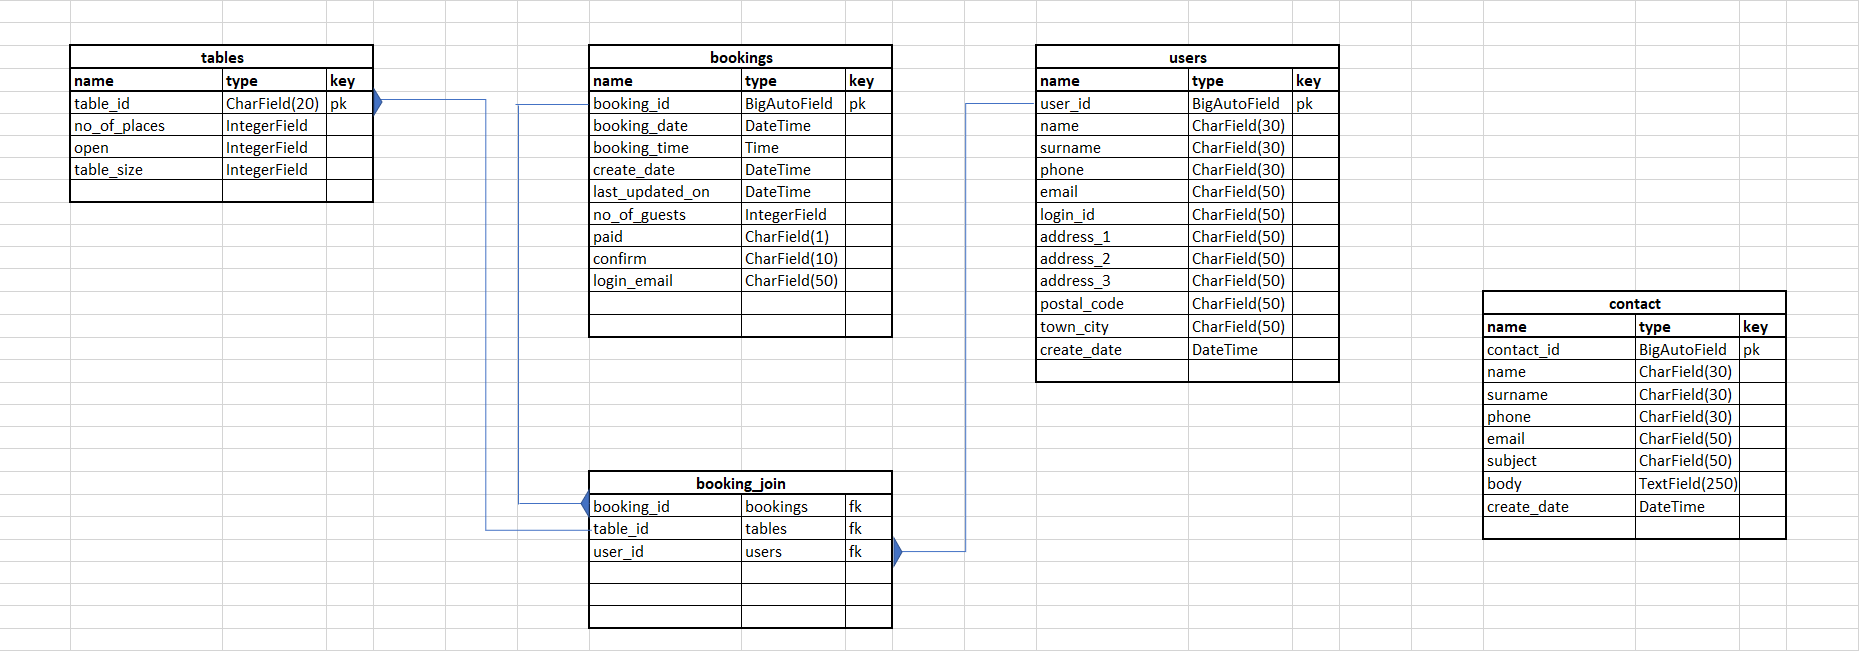 tables
name type key
table_id CharField(20) pk
no_of_places IntegerField
open IntegerField
table_size IntegerField
bookings
name type key
booking_id BigAutoField pk
booking_date DateTime
booking_time Time
create_date DateTime
last_updated_on DateTime
no_of_guests IntegerField
paid CharField(1)
confirm CharField(10)
login_email CharField(50)
users
name type key
user_id BigAutoField pk
name CharField(30)
surname CharField(30)
phone CharField(30)
email CharField(50)
login_id CharField(50)
address_1 CharField(50)
address_2 CharField(50)
address_3 CharField(50)
postal_code CharField(50)
town_city CharField(50)
create_date DateTime
contact
name type key
contact_id BigAutoField pk
name CharField(30)
surname CharField(30)
phone CharField(30)
email CharField(50)
subject CharField(50)
body TextField(250)
create_date DateTime
booking_join
booking_id bookings fk
table_id tables fk
user_id users fk